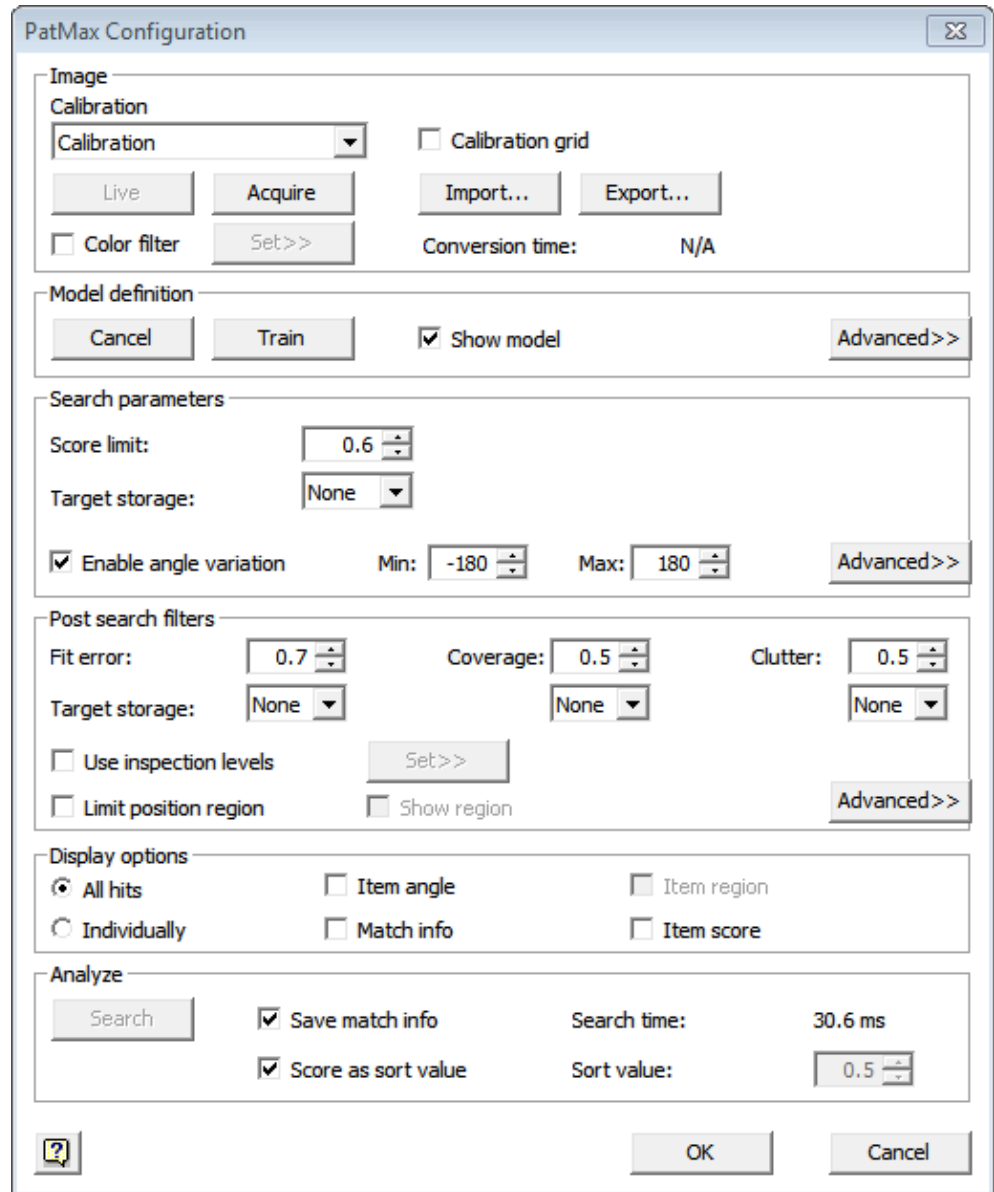 PatMax Configuration
Image
Calibration
Calibration
Calibration grid
Live Acquire Import... Export...
Color filter Set>> Conversion time: N/A
Model definition
Cancel Train Show model Advanced>>
Search parameters
Score limit: 0.6
Target storage: None
Enable angle variation Min: -180 Max: 180 Advanced>>
Post search filters
Fit error: 0.7 Coverage: 0.5 Clutter: 0.5
Target storage: None None None
Use inspection levels Set>>
Limit position region Show region Advanced>>
Display options
All hits Item angle Item region
Individually Match info Item score
Analyze
Search Save match info Search time: 30.6 ms
Score as sort value Sort value: 0.5
? OK Cancel